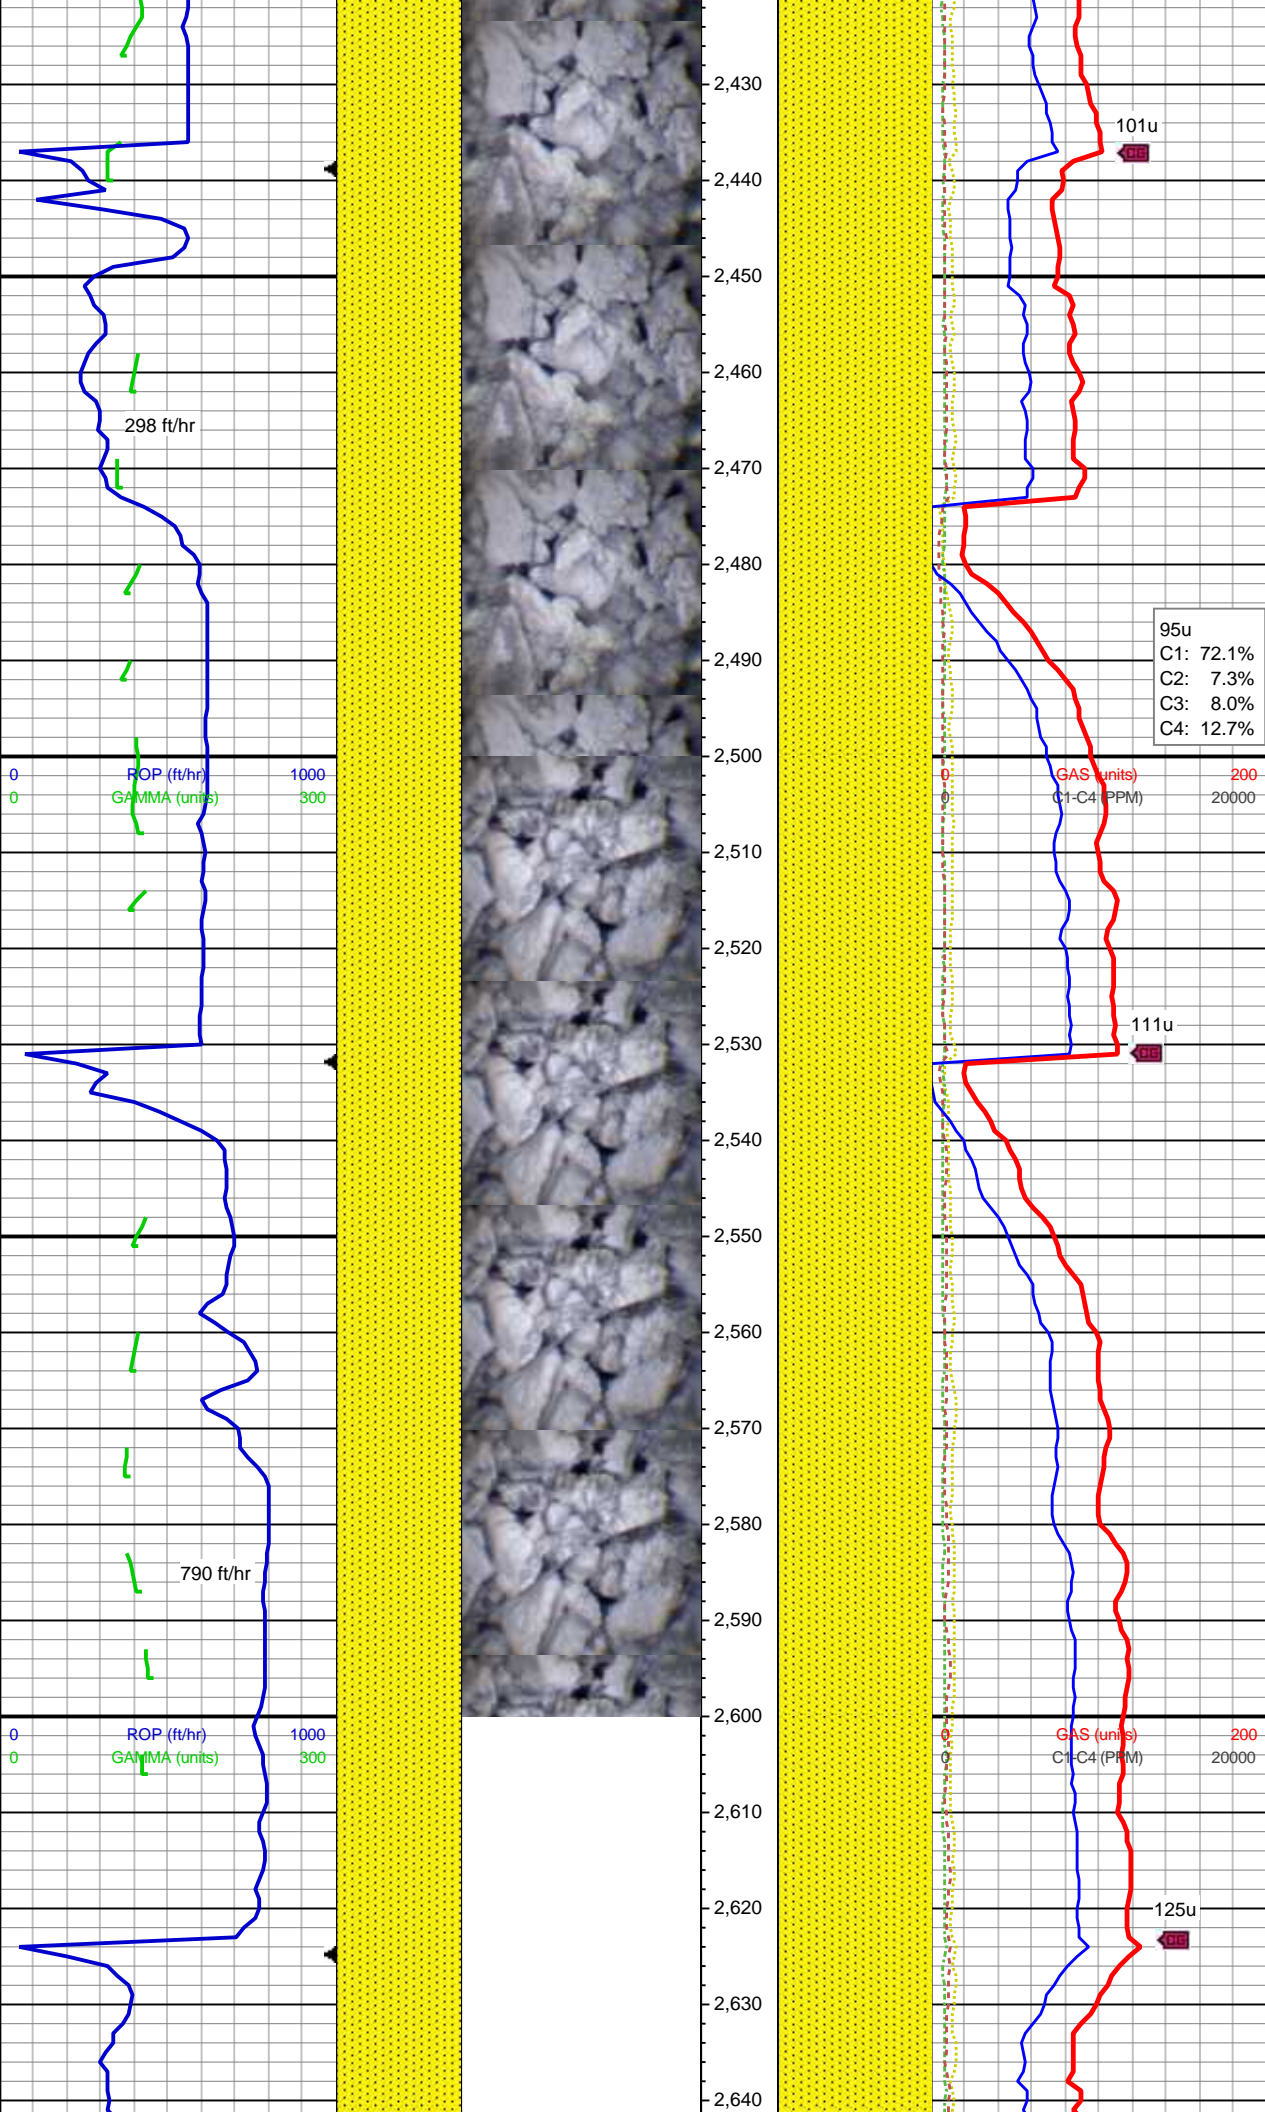 2,430
101u
CG
2,440
2,450
2,460
298 ft/hr
2,470
2,480
95u
C1: 72.1%
C2: 7.3%
C3: 8.0%
C4: 12.7%
2,490
2,500
0 ROP (ft/hr) 1000
0 GAS (units) 200
0 GAMMA (units) 300
0 C1-C4 (PPM) 20000
2,510
2,520
111u
2,530
CG
2,540
2,550
2,560
2,570
2,580
790 ft/hr
2,590
2,600
0 ROP (ft/hr) 1000
0 GAS (units) 200
0 GAMMA (units) 300
0 C1-C4 (PPM) 20000
2,610
2,620
125u
CG
2,630
2,640